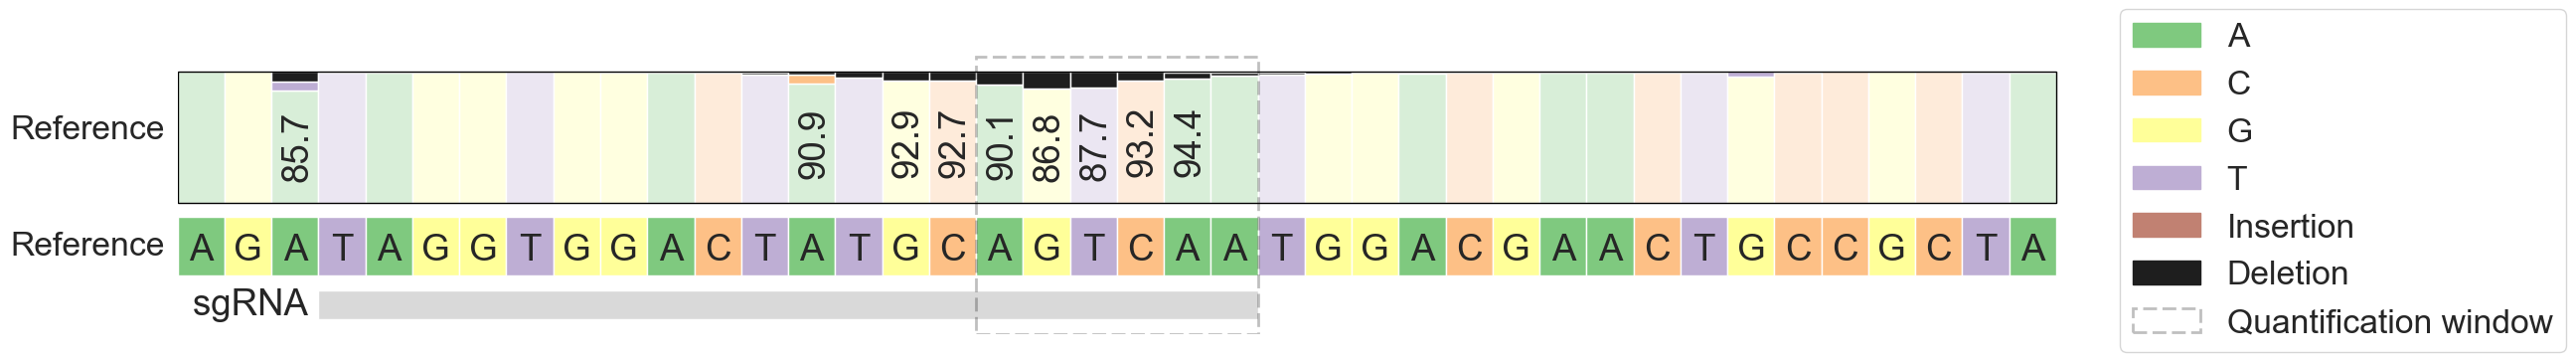 Reference 85.7 90.9 92.9 92.7 90.1 86.8 87.7 93.2 94.4
Reference A G A T A G G T G G A C T A T G C A G T C A A T G G A C G A A C T G C C G C T A
sgRNA
A
C
G
T
Insertion
Deletion
Quantification window